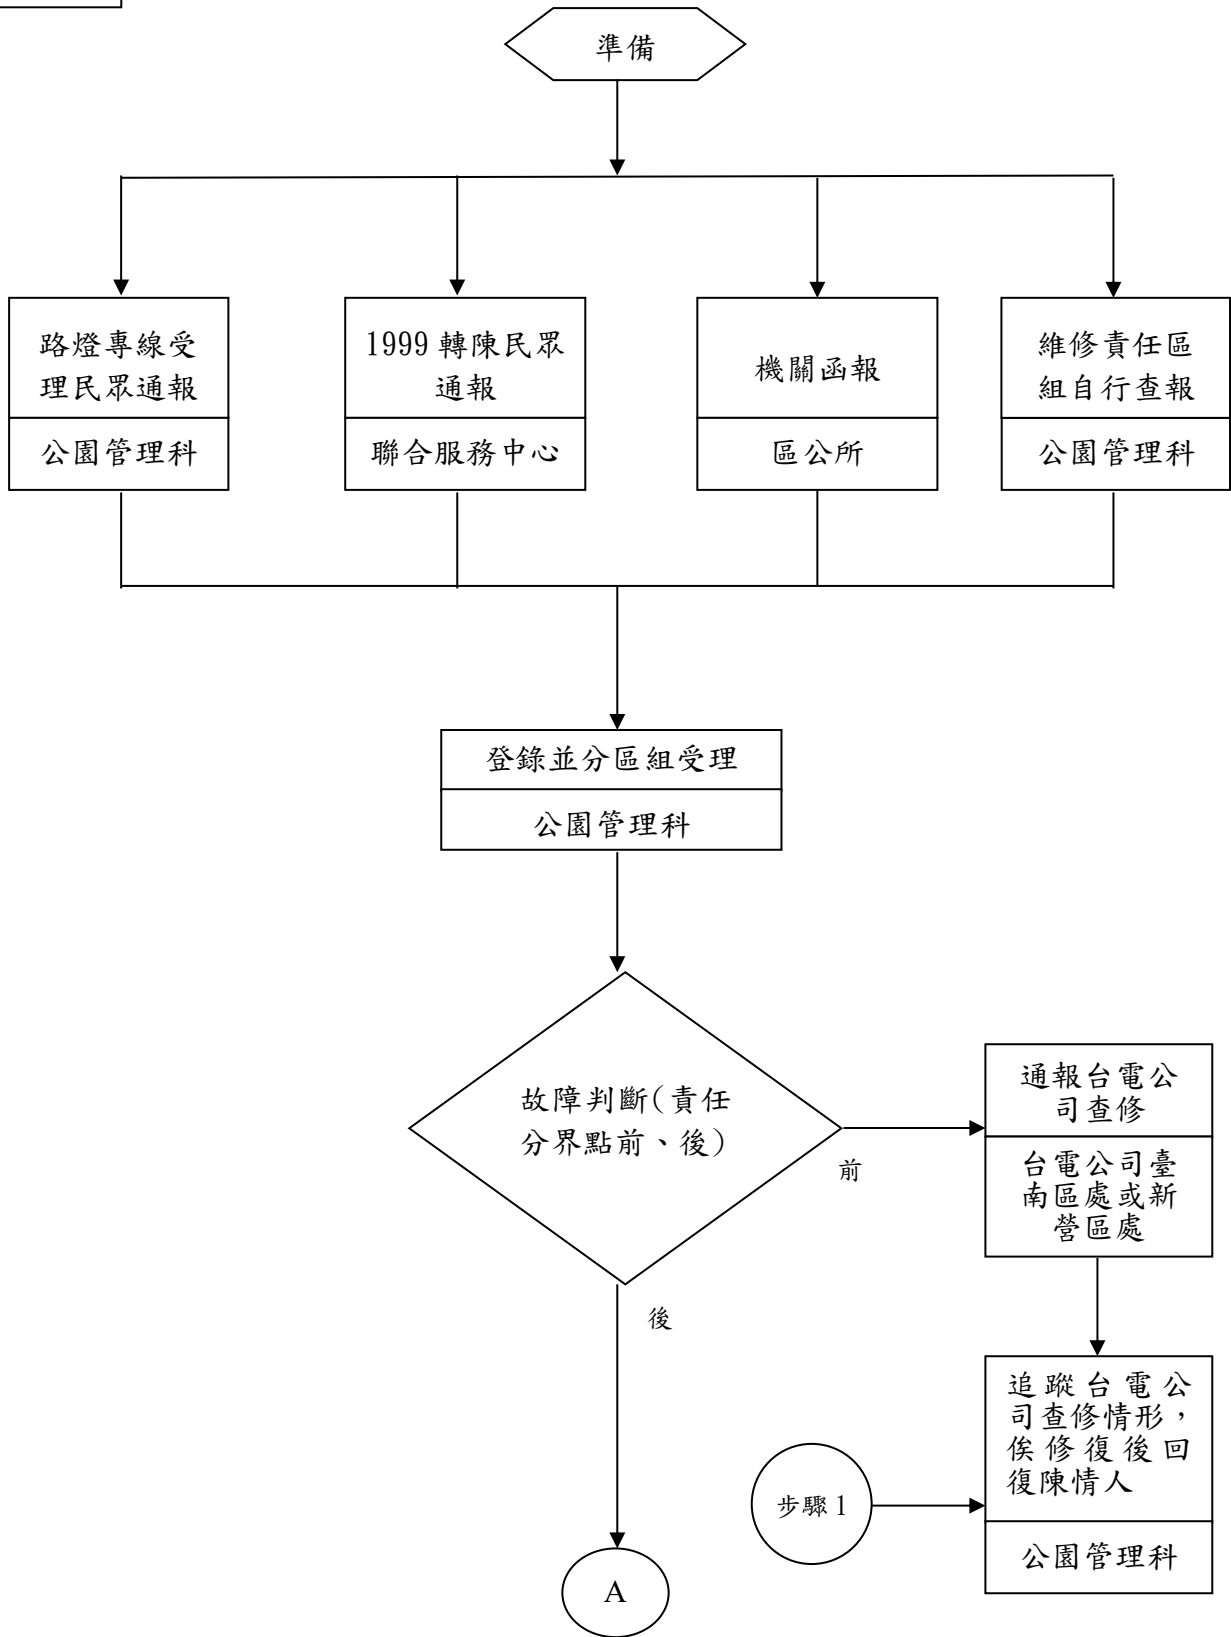 準備
路燈專線受
理民眾通報
公園管理科
1999 轉陳民眾
通報
聯合服務中心
機關函報
區公所
維修責任區
組自行查報
公園管理科
登錄並分區組受理
公園管理科
故障判斷(責任
分界點前、後)
前
後
通報台電公
司查修
台電公司臺
南區處或新
營區處
追蹤台電公
司查修情形，
俟修復後回
復陳情人
公園管理科
步驟 1
A